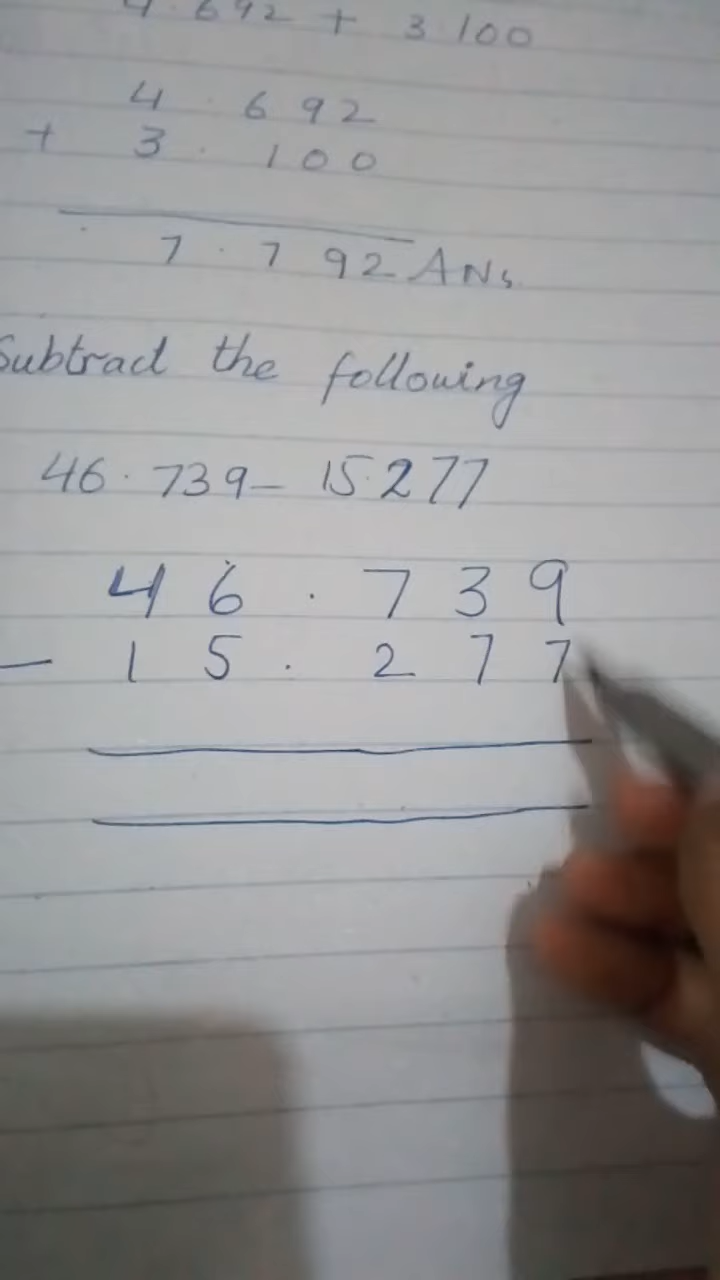 4.692 + 3.100
4.692
+ 3.100
7.792 ANs
Subtract the following
46.739 - 15.277
46.739
- 15.277